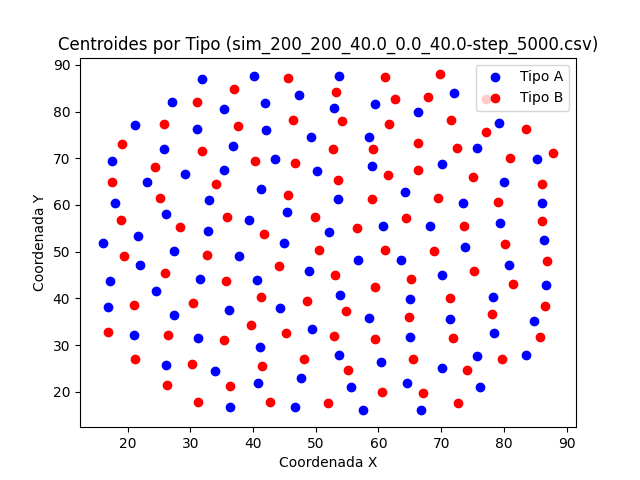 Centroides por Tipo (sim_200_200_40.0_0.0_40.0-step_5000.csv)
Tipo A
Tipo B
90
80
70
60
50
40
30
20
Coordenada Y
20 30 40 50 60 70 80 90
Coordenada X